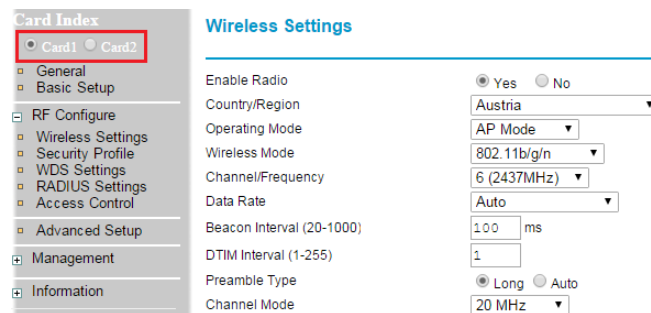 Card Index
Card1 Card2
General
Basic Setup
RF Configure
Wireless Settings
Security Profile
WDS Settings
RADIUS Settings
Access Control
Advanced Setup
Management
Information
Wireless Settings
Enable Radio Yes No
Country/Region Austria
Operating Mode AP Mode
Wireless Mode 802.11b/g/n
Channel/Frequency 6 (2437MHz)
Data Rate Auto
Beacon Interval (20-1000) 100 ms
DTIM Interval (1-255) 1
Preamble Type Long Auto
Channel Mode 20 MHz